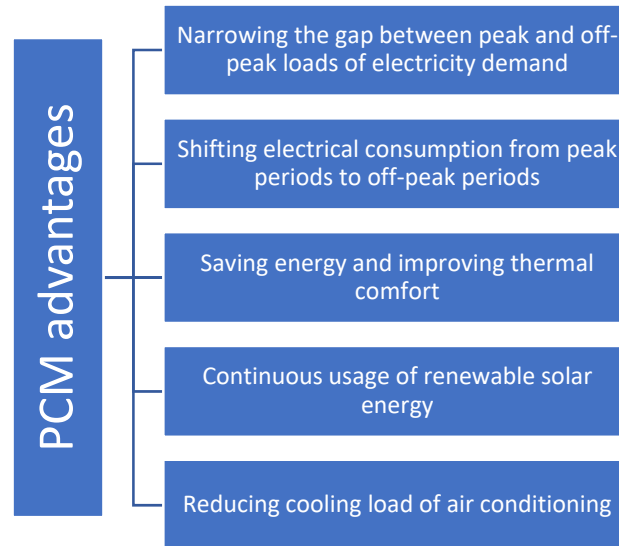 PCM advantages
Narrowing the gap between peak and off-
peak loads of electricity demand
Shifting electrical consumption from peak
periods to off-peak periods
Saving energy and improving thermal
comfort
Continuous usage of renewable solar
energy
Reducing cooling load of air conditioning